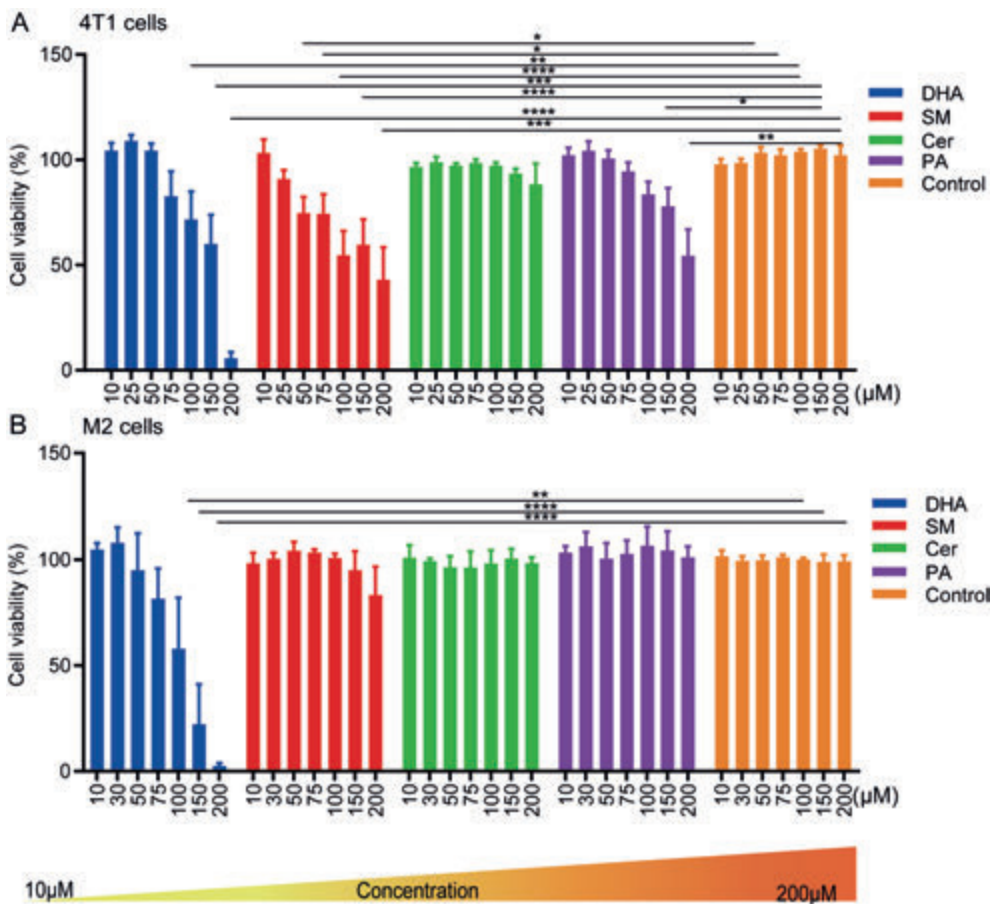 A
4T1 cells
150
100
50
0
Cell viability (%)
*
*
**
****
***
****
*
****
***
**
DHA
SM
Cer
PA
Control
10 25 50 75 100 150 200 10 25 50 75 100 150 200 10 25 50 75 100 150 200 10 25 50 75 100 150 200 10 25 50 75 100 150 200 (μM)
B
M2 cells
150
100
50
0
Cell viability (%)
**
****
****
DHA
SM
Cer
PA
Control
10 30 50 75 100 150 200 10 30 50 75 100 150 200 10 30 50 75 100 150 200 10 30 50 75 100 150 200 10 30 50 75 100 150 200 (μM)
10μM Concentration 200μM